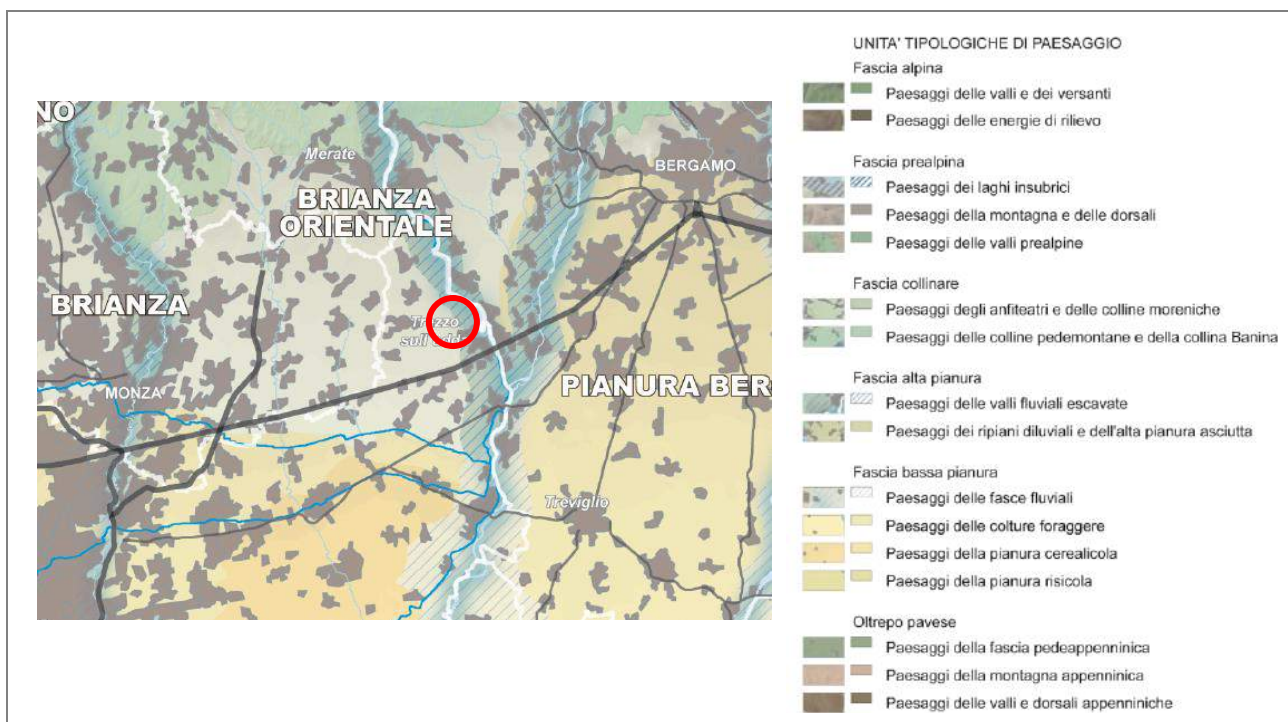 NO
Merate
BERGAMO
BRIANZA
ORIENTALE
BRIANZA
Trezzo
sull'Adda
PIANURA BER
MONZA
Treviglio
UNITA' TIPOLOGICHE DI PAESAGGIO
Fascia alpina
Paesaggi delle valli e dei versanti
Paesaggi delle energie di rilievo
Fascia prealpina
Paesaggi dei laghi insubrici
Paesaggi della montagna e delle dorsali
Paesaggi delle valli prealpine
Fascia collinare
Paesaggi degli anfiteatri e delle colline moreniche
Paesaggi delle colline pedemontane e della collina Banina
Fascia alta pianura
Paesaggi delle valli fluviali escavate
Paesaggi dei ripiani diluviali e dell'alta pianura asciutta
Fascia bassa pianura
Paesaggi delle fasce fluviali
Paesaggi delle colture foraggere
Paesaggi della pianura cerealicola
Paesaggi della pianura risicola
Oltrepo pavese
Paesaggi della fascia pedeappenninica
Paesaggi della montagna appenninica
Paesaggi delle valli e dorsali appenniniche